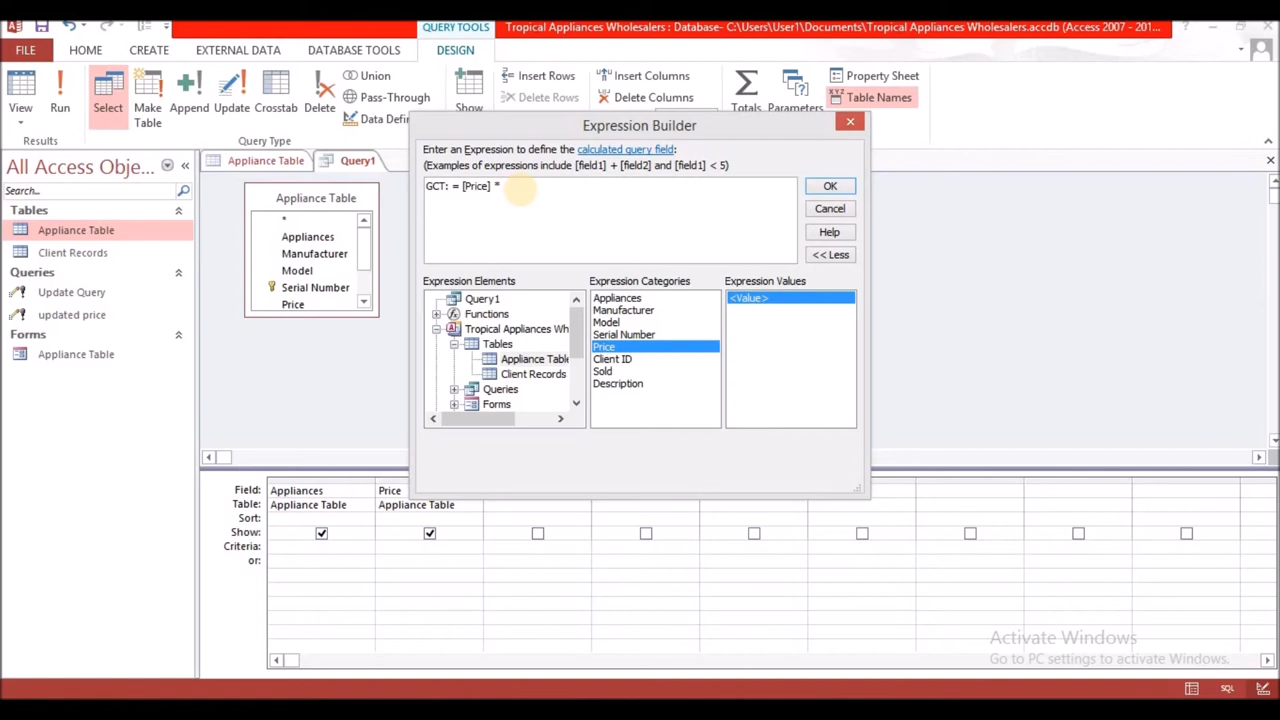 QUERY TOOLS
Tropical Appliances Wholesalers : Database- C:\Users\User1\Documents\Tropical Appliances Wholesalers.accdb (Access 2007 - 201...
FILE
HOME
CREATE
EXTERNAL DATA
DATABASE TOOLS
DESIGN
View
Run
Select
Make Table
Append
Update
Crosstab
Delete
Union
Pass-Through
Data Defin
Show
Insert Rows
Delete Rows
Insert Columns
Delete Columns
Totals
Parameters
Property Sheet
XYZ
Table Names
Results
Query Type
All Access Obje...
Search...
Tables
Appliance Table
Client Records
Queries
Update Query
updated price
Forms
Appliance Table
Appliance Table
Query1
Appliance Table
*
Appliances
Manufacturer
Model
Serial Number
Price
Expression Builder
Enter an Expression to define the calculated query field:
(Examples of expressions include [field1] + [field2] and [field1] < 5)
GCT: = [Price] *
OK
Cancel
Help
<< Less
Expression Elements
Query1
Functions
Tropical Appliances Wh
Tables
Appliance Table
Client Records
Queries
Forms
Expression Categories
Appliances
Manufacturer
Model
Serial Number
Price
Client ID
Sold
Description
Expression Values
<Value>
Field: Appliances Price
Table: Appliance Table Appliance Table
Sort:
Show:
Criteria:
or:
Activate Windows
Go to PC settings to activate Windows.
SQL